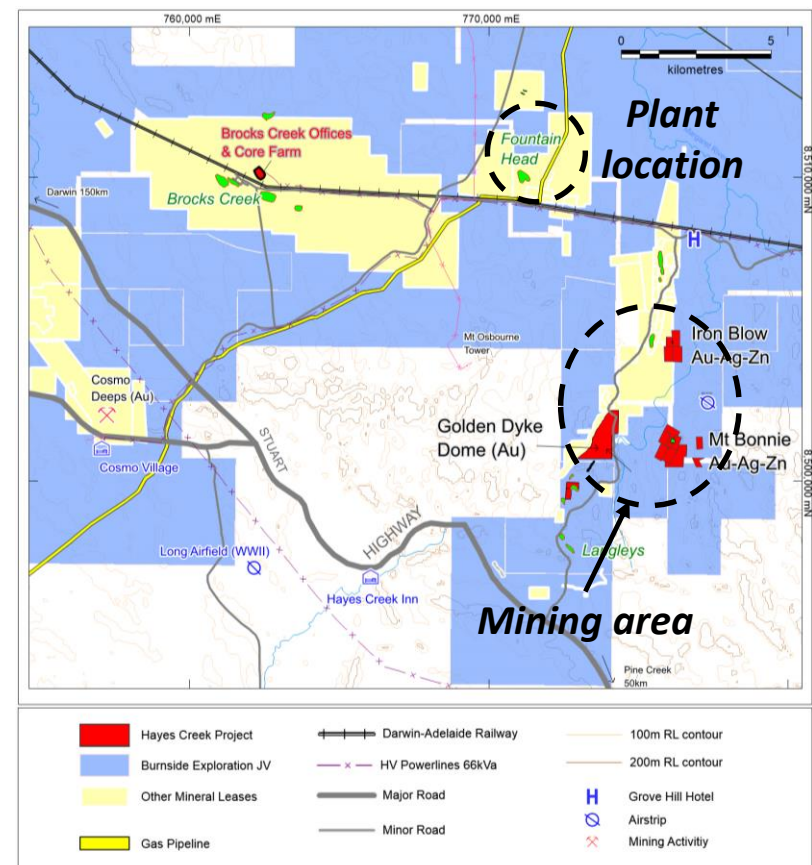 760,000 mE
770,000 mE
0
5
kilometres
Plant
location
Brocks Creek Offices
& Core Farm
Fountain
Head
8,510,000 mN
Darwin 150km
Brocks Creek
H
Mt Osbourne
Tower
Iron Blow
Au-Ag-Zn
Cosmo
Deeps (Au)
Golden Dyke
Dome (Au)
Mt Bonnie
Au-Ag-Zn
Cosmo Village
STUART
8,500,000 mN
HIGHWAY
Long Airfield (WWII)
Langleys
Hayes Creek Inn
Mining area
Pine Creek
50km
Hayes Creek Project
Darwin-Adelaide Railway
100m RL contour
Burnside Exploration JV
HV Powerlines 66kVa
200m RL contour
Other Mineral Leases
Major Road
H
Grove Hill Hotel
Airstrip
Gas Pipeline
Minor Road
Mining Activitiy